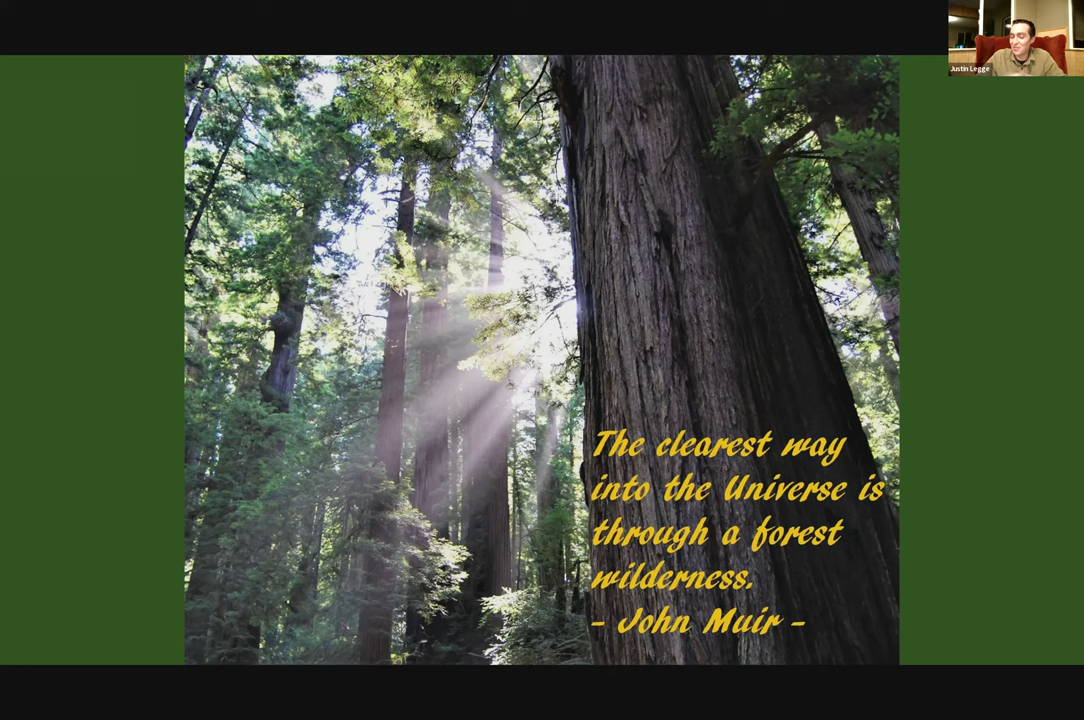 Justin Legge
The clearest way
into the Universe is
through a forest
wilderness.
- John Muir -